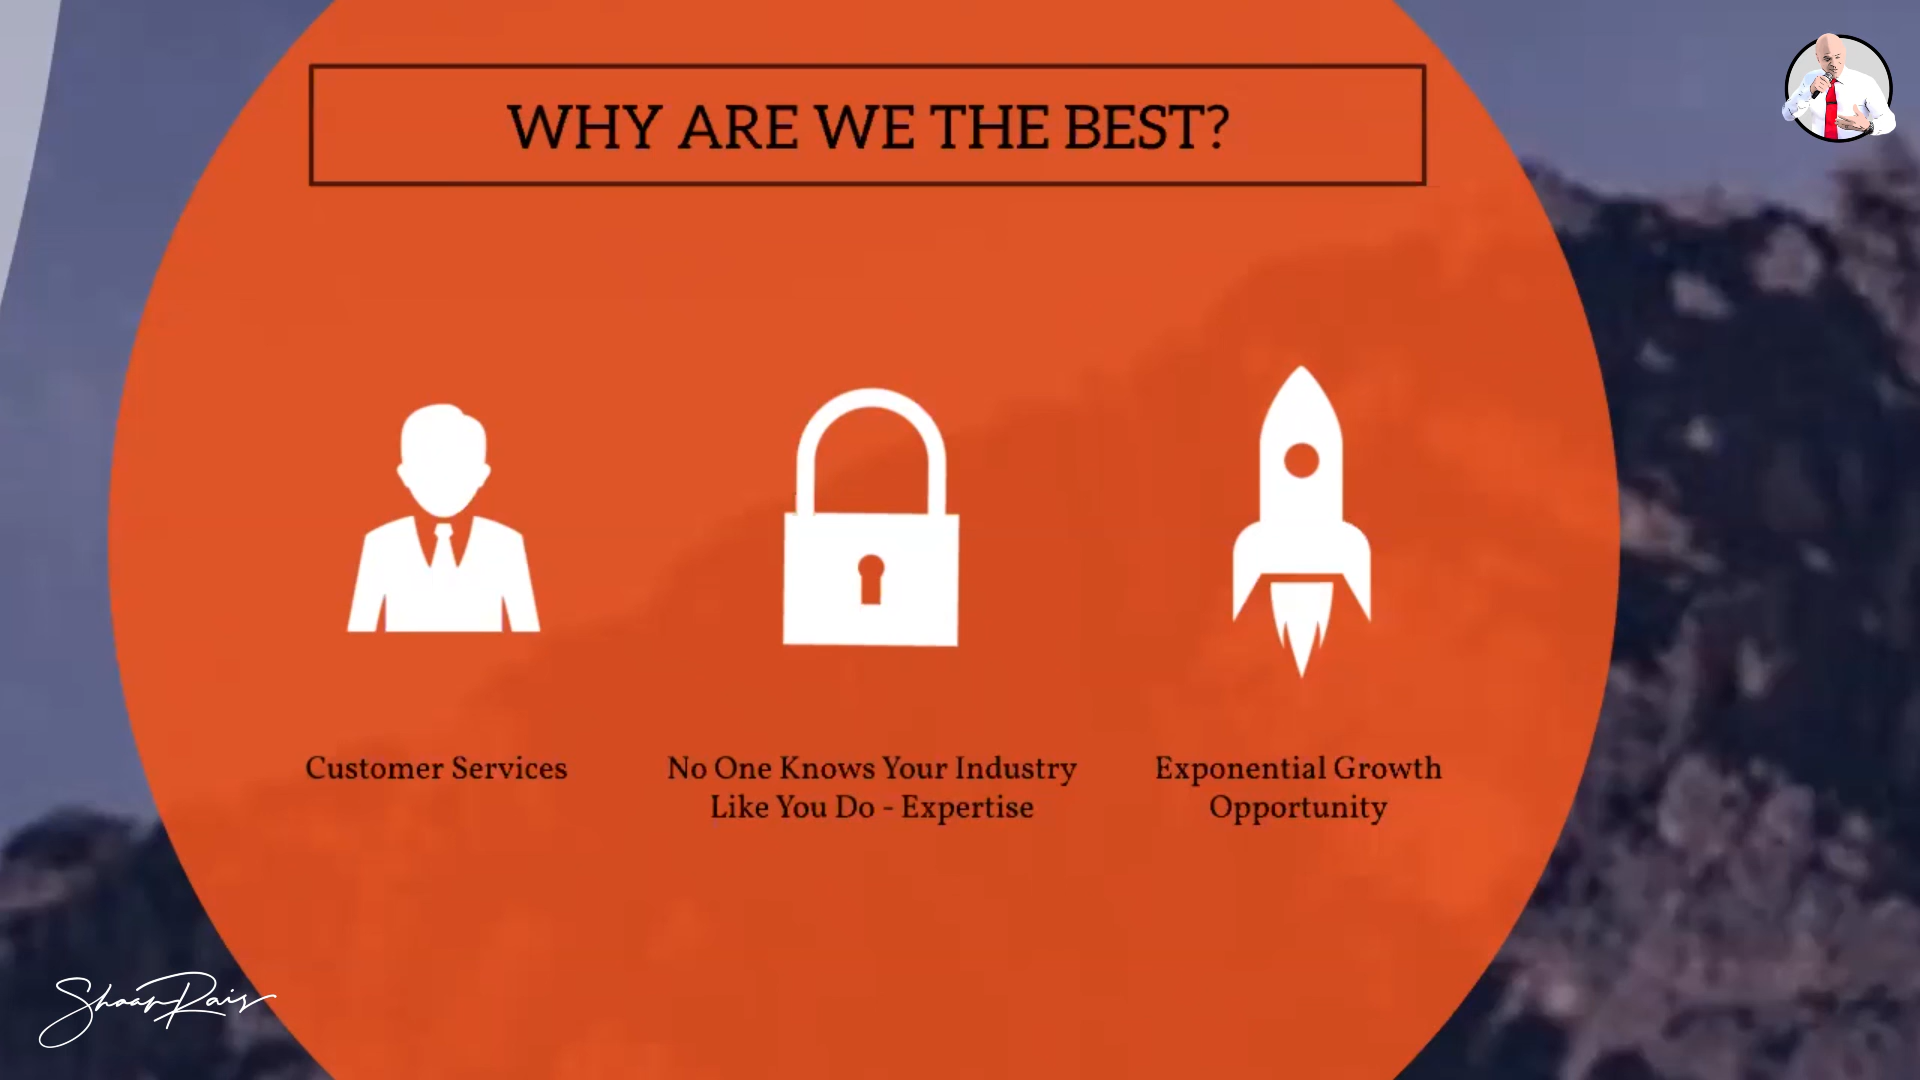 WHY ARE WE THE BEST?
Customer Services
No One Knows Your Industry
Like You Do - Expertise
Exponential Growth
Opportunity